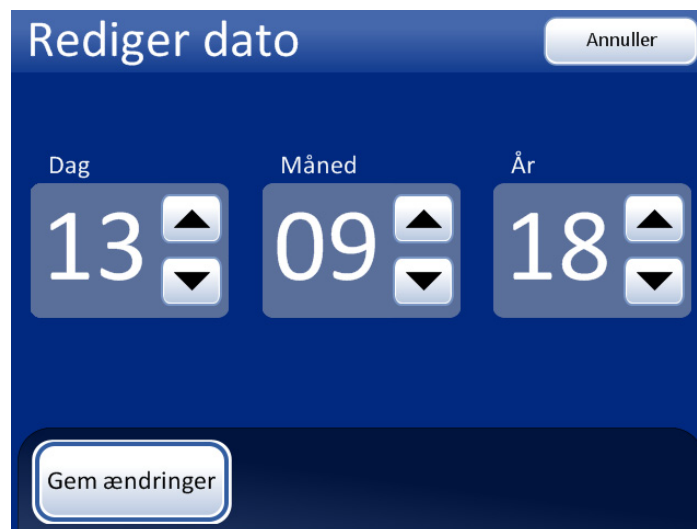 Rediger dato
Annuller
Dag Måned År
13 09 18
Gem ændringer